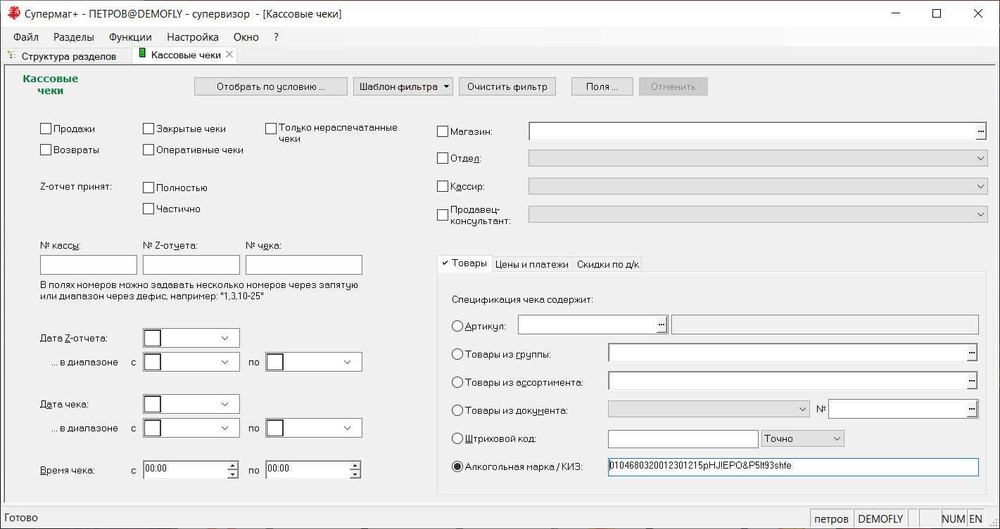 Супермаг+ - ПЕТРОВ@DEMOFLY - супервизор - [Кассовые чеки]
Файл Разделы Функции Настройка Окно ?
Структура разделов Кассовые чеки
Кассовые
чеки
Отобрать по условию ... Шаблон фильтра Очистить фильтр Поля ... Отменить
Продажи Закрытые чеки Только нераспечатанные
чеки
Возвраты Оперативные чеки
Z-отчет принят: Полностью
Частично
№ кассы: № Z-отчета: № чека:
В полях номеров можно задавать несколько номеров через запятую
или диапазон через дефис, например: "1,3,10-25"
Дата Z-отчета:
... в диапазоне с по
Дата чека:
... в диапазоне с по
Время чека: с 00:00 по 00:00
Магазин: ...
Отдел:
Кассир:
Продавец-
консультант:
Товары Цены и платежи Скидки по д/к
Спецификация чека содержит:
Артикул: ...
Товары из группы: ...
Товары из ассортимента: ...
Товары из документа: № ...
Штриховой код: Точно
Алкогольная марка / КИЗ: 0104680320012301215pHJIEPO&P5lt93shfe
Готово петров DEMOFLY NUM EN